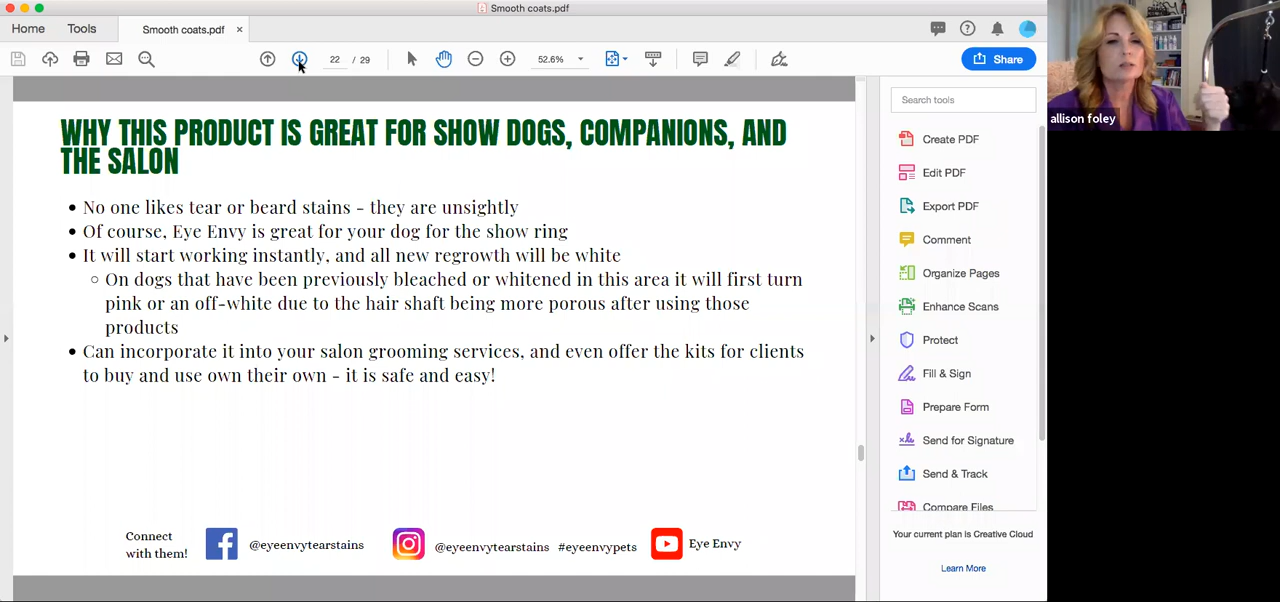 Smooth coats.pdf
Home
Tools
Smooth coats.pdf
22 / 29
52.6%
Share
WHY THIS PRODUCT IS GREAT FOR SHOW DOGS, COMPANIONS, AND
THE SALON
No one likes tear or beard stains - they are unsightly
Of course, Eye Envy is great for your dog for the show ring
It will start working instantly, and all new regrowth will be white
On dogs that have been previously bleached or whitened in this area it will first turn
pink or an off-white due to the hair shaft being more porous after using those
products
Can incorporate it into your salon grooming services, and even offer the kits for clients
to buy and use own their own - it is safe and easy!
Connect
with them!
@eyeenvytearstains
@eyeenvytearstains #eyeenvypets
Eye Envy
Search tools
Create PDF
Edit PDF
Export PDF
Comment
Organize Pages
Enhance Scans
Protect
Fill & Sign
Prepare Form
Send for Signature
Send & Track
Compare Files
Your current plan is Creative Cloud
Learn More
allison foley